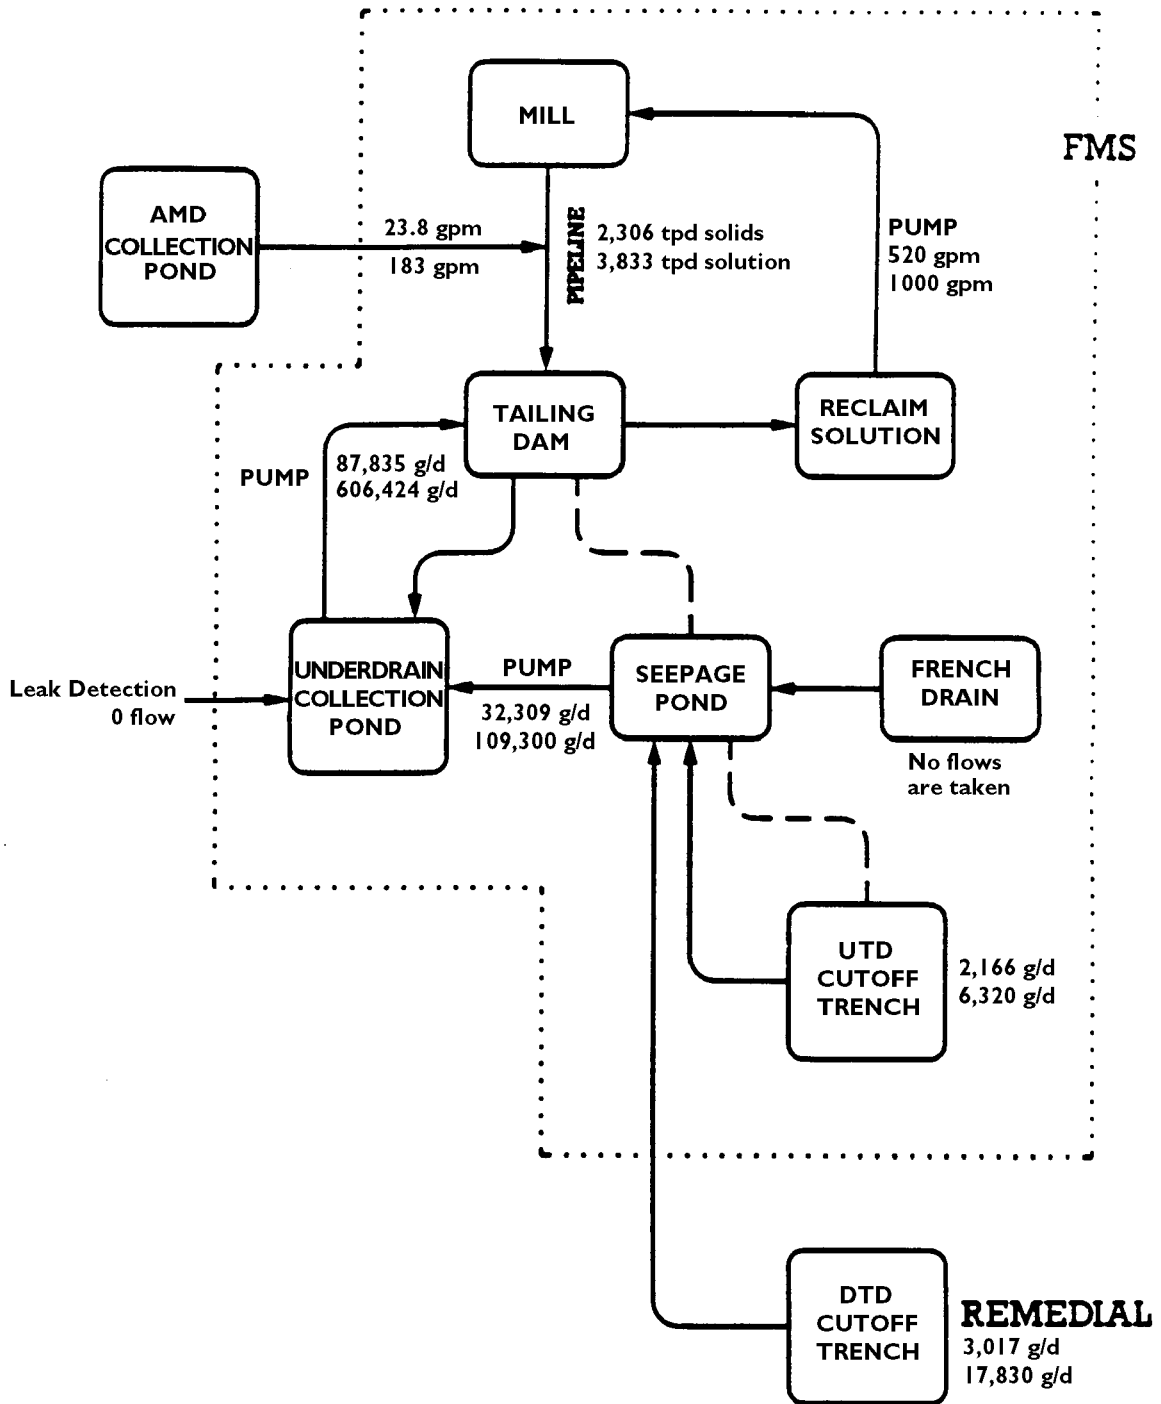 MILL
FMS
AMD
COLLECTION
POND
23.8 gpm
183 gpm
PIPELINE
2,306 tpd solids
3,833 tpd solution
PUMP
520 gpm
1000 gpm
TAILING
DAM
RECLAIM
SOLUTION
PUMP
87,835 g/d
606,424 g/d
Leak Detection
0 flow
UNDERDRAIN
COLLECTION
POND
PUMP
32,309 g/d
109,300 g/d
SEEPAGE
POND
FRENCH
DRAIN
No flows
are taken
UTD
CUTOFF
TRENCH
2,166 g/d
6,320 g/d
DTD
CUTOFF
TRENCH
REMEDIAL
3,017 g/d
17,830 g/d